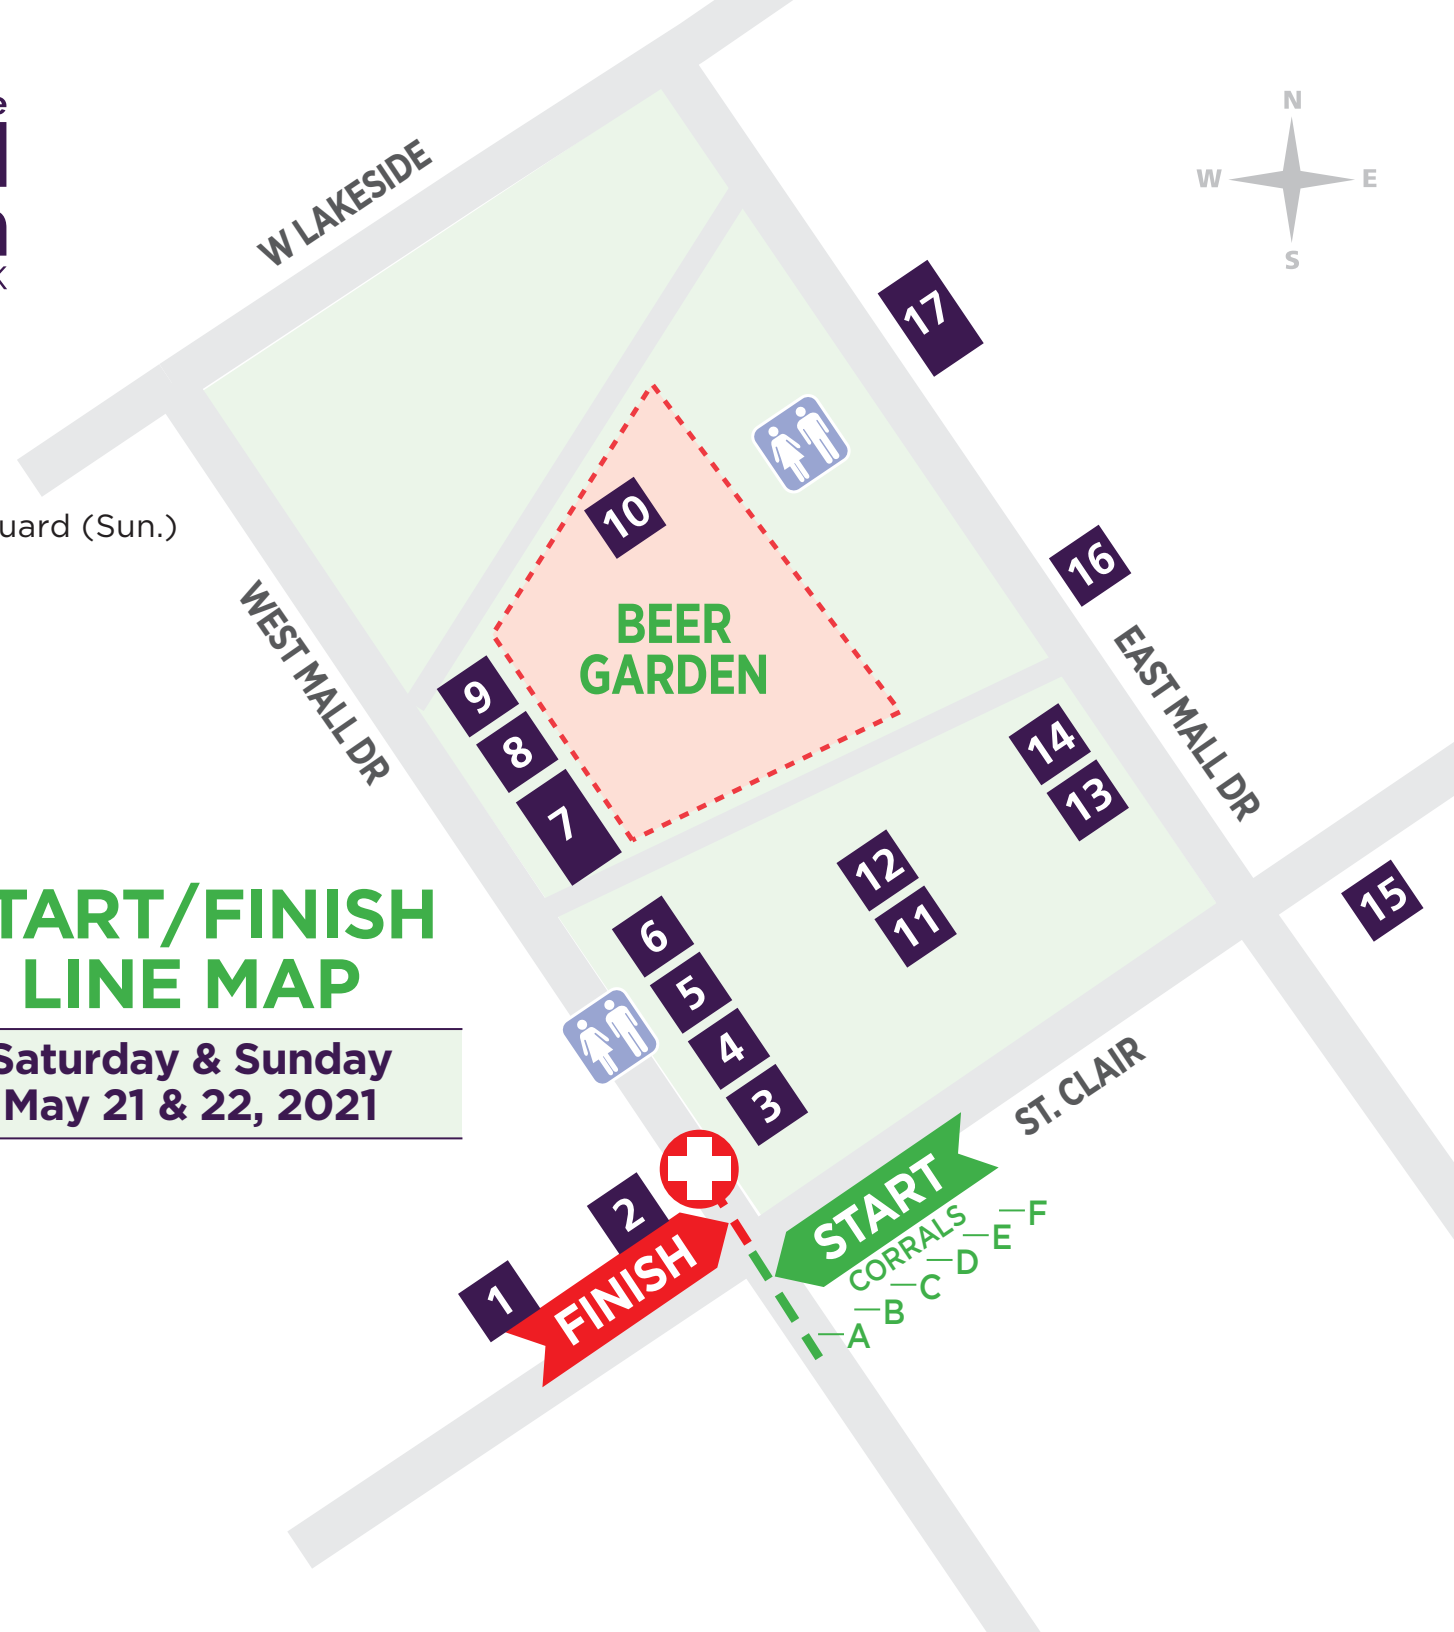 e
K
N
W E
S
W LAKESIDE
17
10
uard (Sun.)
16
BEER
GARDEN
WEST MALL DR
EAST MALL DR
9
8
7
14
13
12
11
15
6
5
4
3
TART/FINISH
LINE MAP
Saturday & Sunday
May 21 & 22, 2021
ST. CLAIR
2
1
START
FINISH
CORRALS
F
E
D
C
B
A